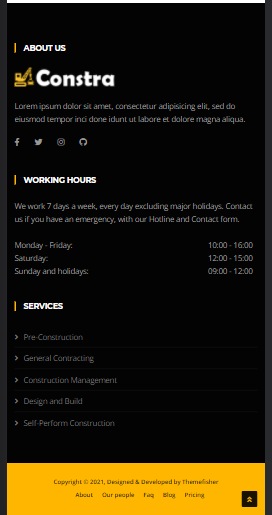 ABOUT US
Constra
Lorem ipsum dolor sit amet, consectetur adipisicing elit, sed do
eiusmod tempor inci done idunt ut labore et dolore magna aliqua.
WORKING HOURS
We work 7 days a week, every day excluding major holidays. Contact
us if you have an emergency, with our Hotline and Contact form.
Monday - Friday: 10:00 - 16:00
Saturday: 12:00 - 15:00
Sunday and holidays: 09:00 - 12:00
SERVICES
Pre-Construction
General Contracting
Construction Management
Design and Build
Self-Perform Construction
Copyright © 2021, Designed & Developed by Themefisher
About Our people Faq Blog Pricing